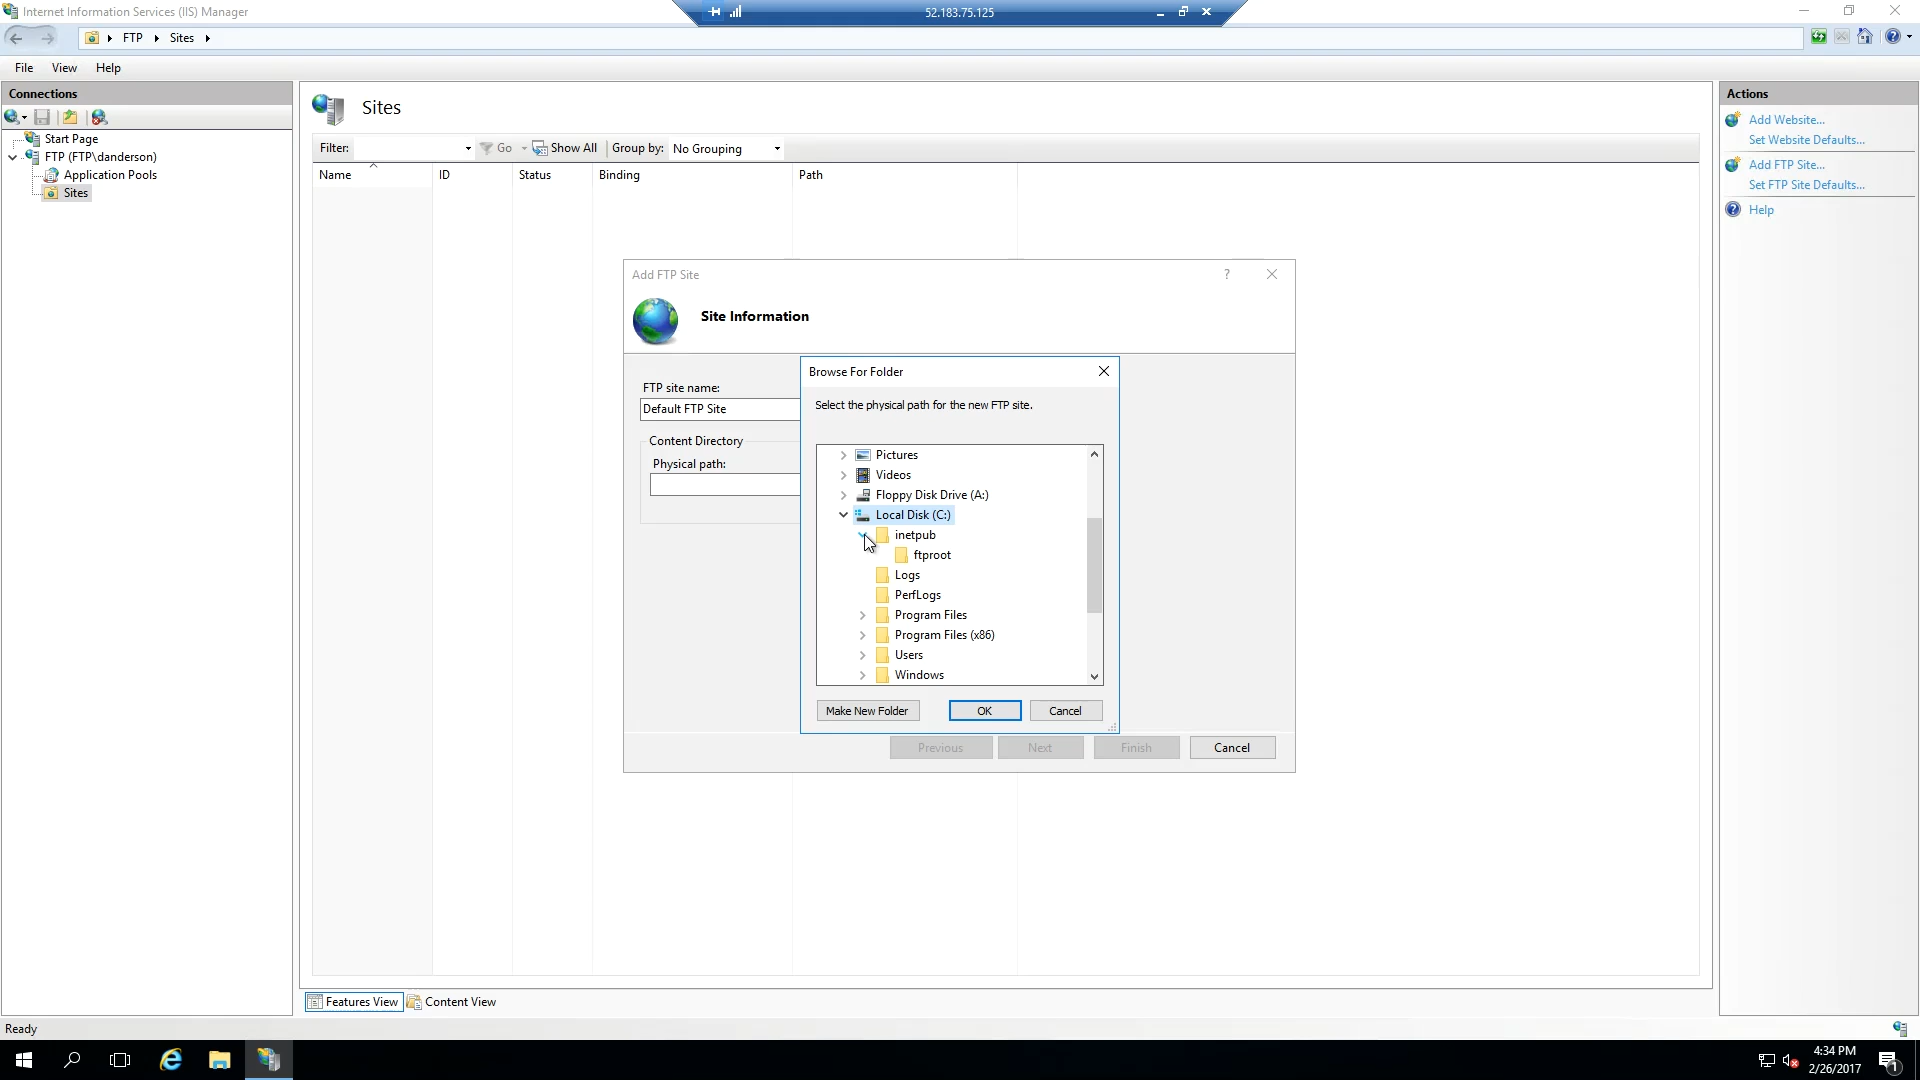 Internet Information Services (IIS) Manager
52.183.75.125
FTP
Sites
File
View
Help
Connections
Start Page
FTP (FTP\danderson)
Application Pools
Sites
Sites
Filter:
Go
Show All
Group by:
No Grouping
Name
ID
Status
Binding
Path
Add FTP Site
?
Site Information
FTP site name:
Default FTP Site
Content Directory
Physical path:
Browse For Folder
Select the physical path for the new FTP site.
Pictures
Videos
Floppy Disk Drive (A:)
Local Disk (C:)
inetpub
ftproot
Logs
PerfLogs
Program Files
Program Files (x86)
Users
Windows
Make New Folder
OK
Cancel
Previous
Next
Finish
Cancel
Actions
Add Website...
Set Website Defaults...
Add FTP Site...
Set FTP Site Defaults...
Help
Features View
Content View
Ready
4:34 PM
2/26/2017
1